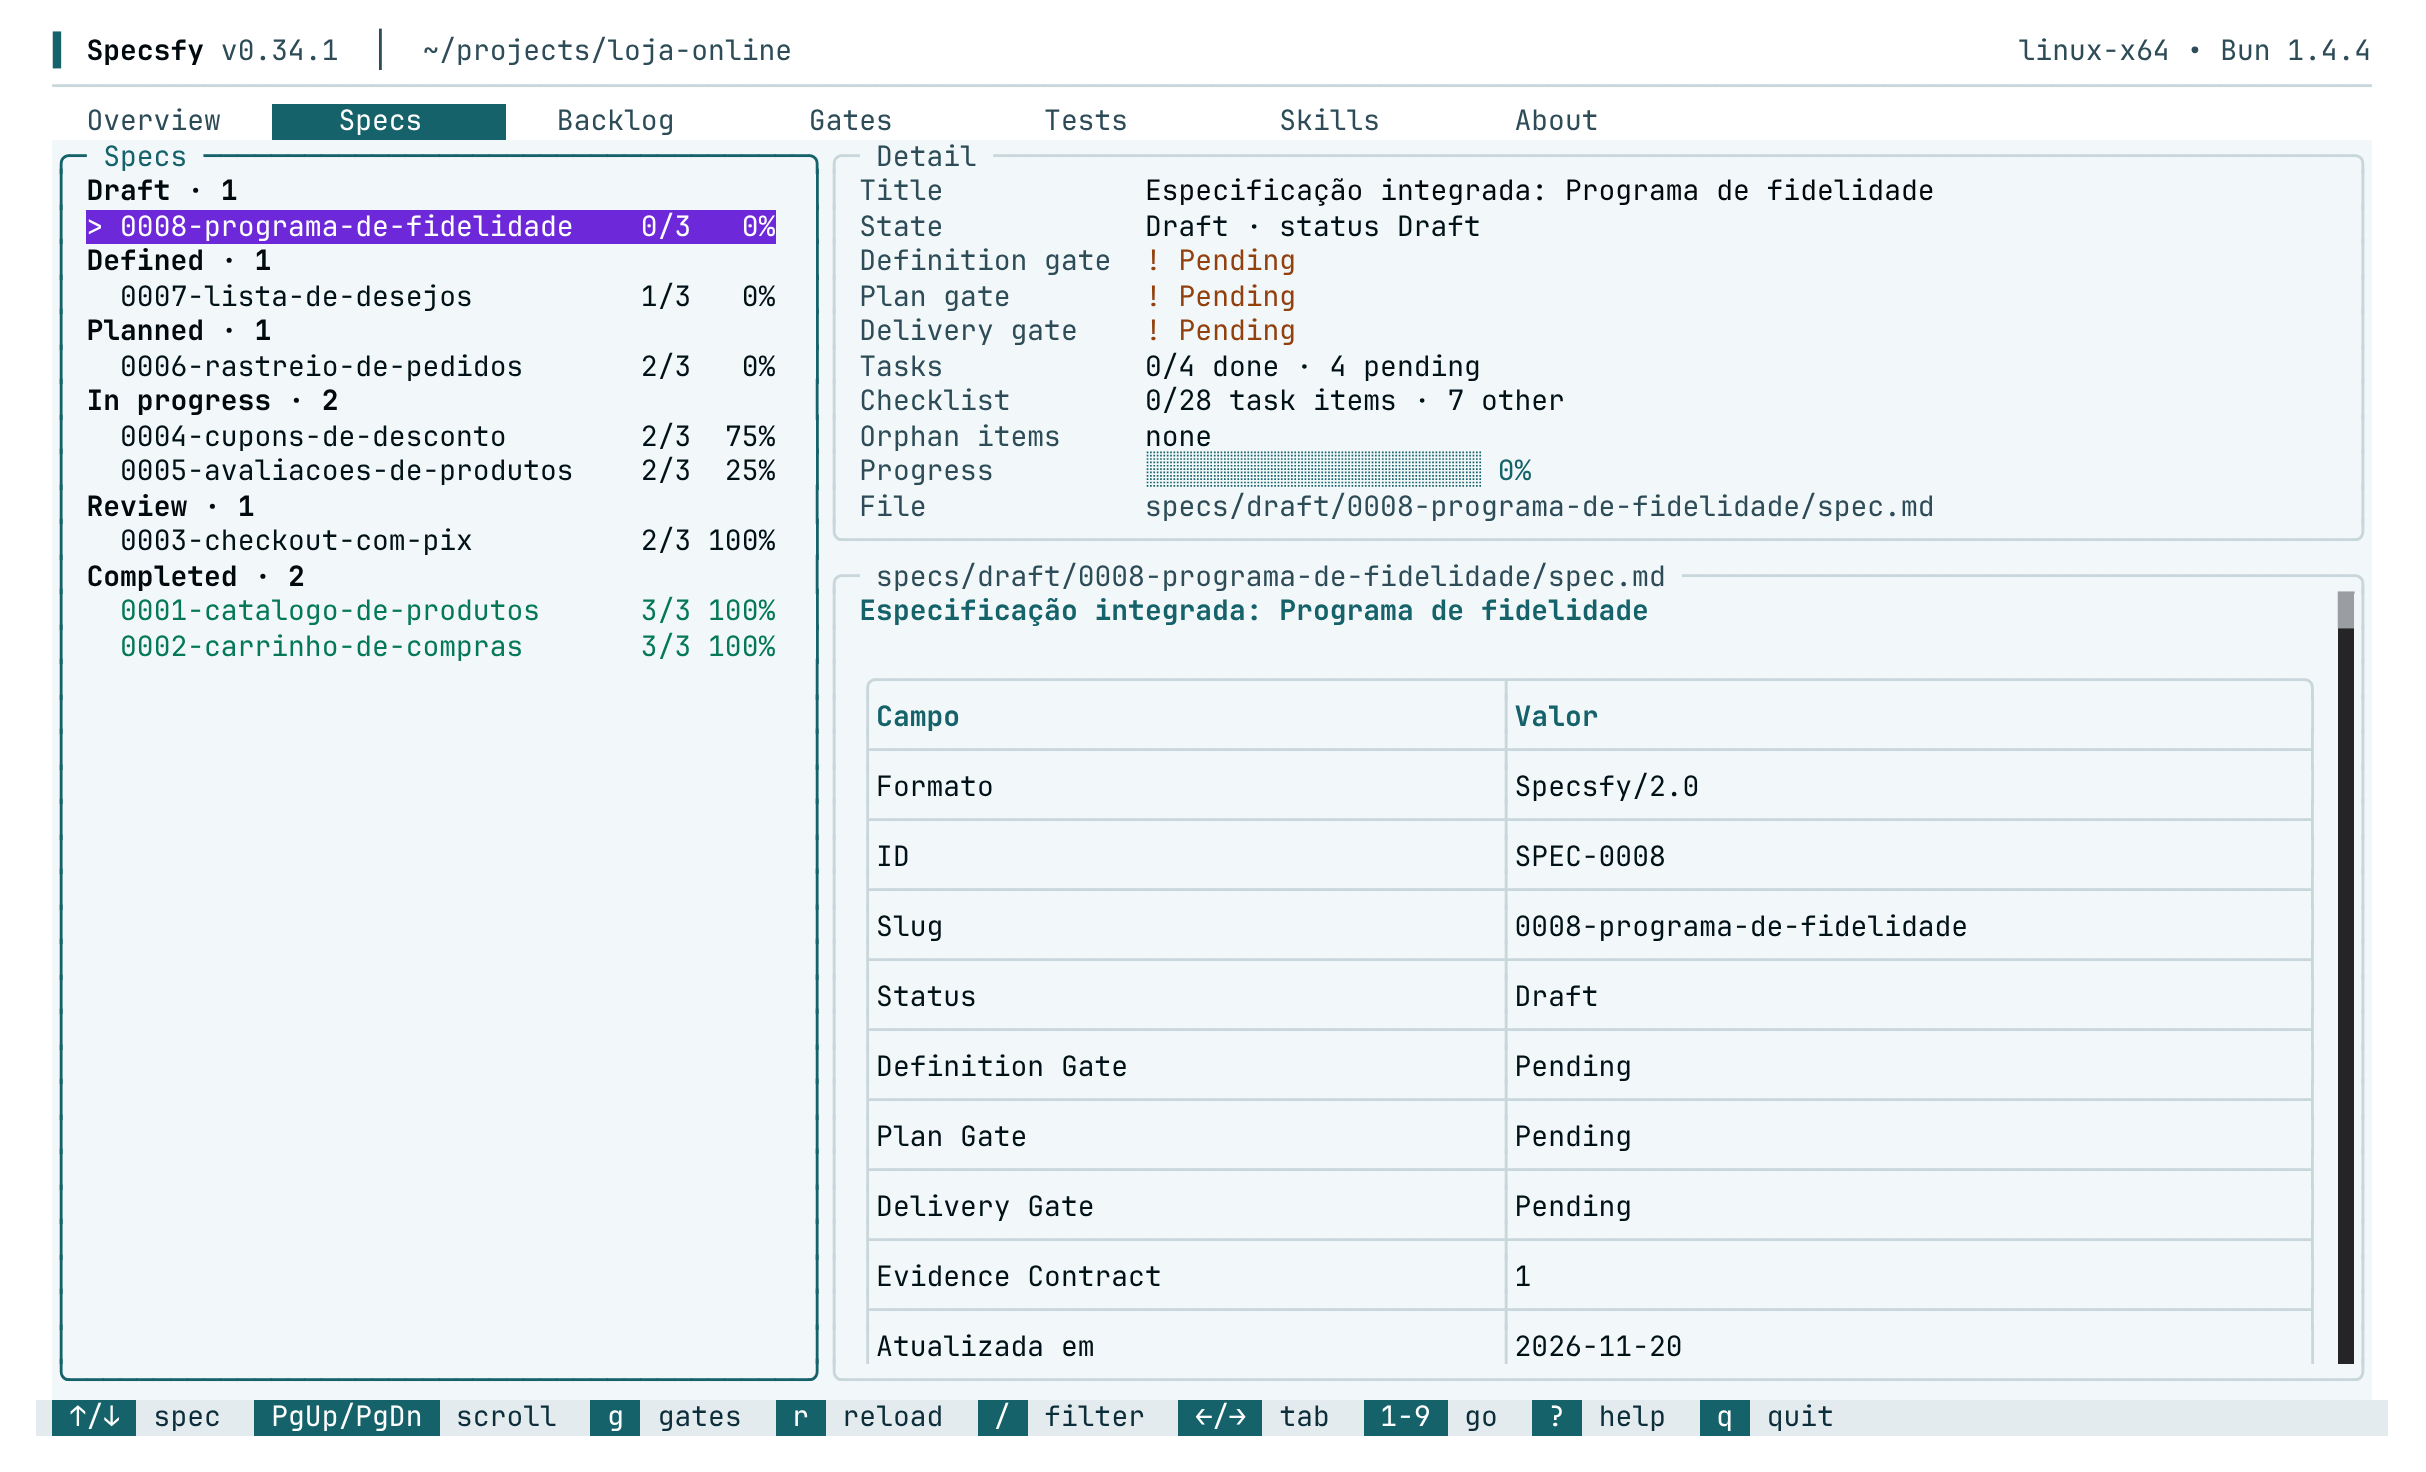 Specsfy v0.34.1 │ ~/projects/loja-online linux-x64 • Bun 1.4.4
Overview Specs Backlog Gates Tests Skills About
Specs
Draft · 1
> 0008-programa-de-fidelidade 0/3 0%
Defined · 1
0007-lista-de-desejos 1/3 0%
Planned · 1
0006-rastreio-de-pedidos 2/3 0%
In progress · 2
0004-cupons-de-desconto 2/3 75%
0005-avaliacoes-de-produtos 2/3 25%
Review · 1
0003-checkout-com-pix 2/3 100%
Completed · 2
0001-catalogo-de-produtos 3/3 100%
0002-carrinho-de-compras 3/3 100%
Detail
Title Especificação integrada: Programa de fidelidade
State Draft · status Draft
Definition gate ! Pending
Plan gate ! Pending
Delivery gate ! Pending
Tasks 0/4 done · 4 pending
Checklist 0/28 task items · 7 other
Orphan items none
Progress 0%
File specs/draft/0008-programa-de-fidelidade/spec.md
specs/draft/0008-programa-de-fidelidade/spec.md
Especificação integrada: Programa de fidelidade
Campo Valor
Formato Specsfy/2.0
ID SPEC-0008
Slug 0008-programa-de-fidelidade
Status Draft
Definition Gate Pending
Plan Gate Pending
Delivery Gate Pending
Evidence Contract 1
Atualizada em 2026-11-20
↑/↓ spec PgUp/PgDn scroll g gates r reload / filter ←/→ tab 1-9 go ? help q quit